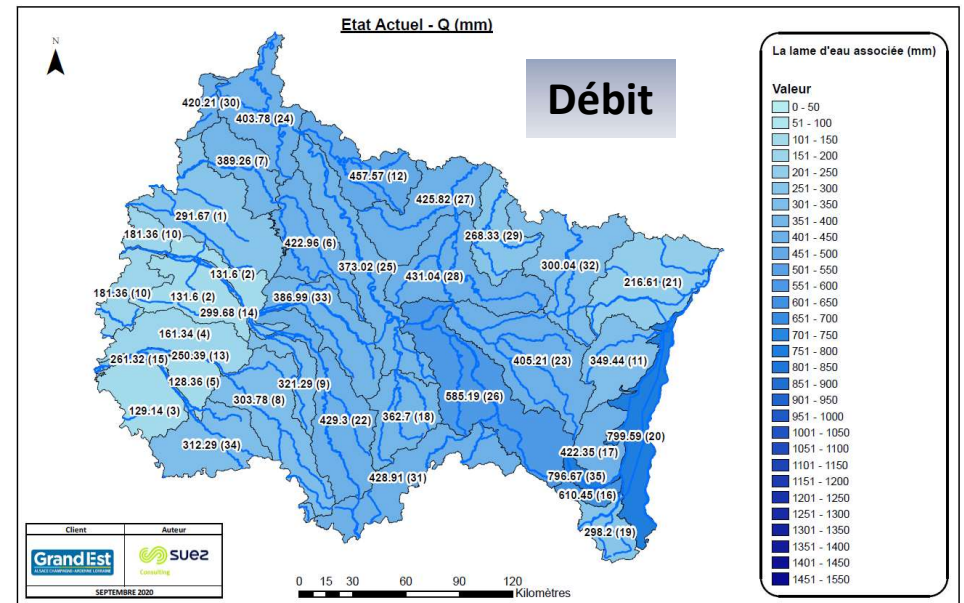 Etat Actuel - Q (mm)
N
Débit
420.21 (30)
403.78 (24)
389.26 (7)
457.57 (12)
425.82 (27)
291.67 (1)
268.33 (29)
181.36 (10)
422.96 (6)
373.02 (25)
300.04 (32)
131.6 (2)
431.04 (28)
216.61 (21)
181.36 (10)
131.6 (2)
386.99 (33)
299.68 (14)
161.34 (4)
250.39 (13)
261.32 (15)
405.21 (23)
349.44 (11)
128.36 (5)
321.29 (9)
303.78 (8)
585.19 (26)
129.14 (3)
429.3 (22)
362.7 (18)
799.59 (20)
312.29 (34)
422.35 (17)
428.91 (31)
796.67 (35)
610.45 (16)
298.2 (19)
La lame d'eau associée (mm)
Valeur
0 - 50
51 - 100
101 - 150
151 - 200
201 - 250
251 - 300
301 - 350
351 - 400
401 - 450
451 - 500
501 - 550
551 - 600
601 - 650
651 - 700
701 - 750
751 - 800
801 - 850
851 - 900
901 - 950
951 - 1000
1001 - 1050
1051 - 1100
1101 - 1150
1151 - 1200
1201 - 1250
1251 - 1300
1301 - 1350
1351 - 1400
1401 - 1450
1451 - 1550
Client Auteur
GrandEst
ALSACE CHAMPAGNE-ARDENNE LORRAINE
suez
Consulting
SEPTEMBRE 2020
0 15 30 60 90 120
Kilomètres